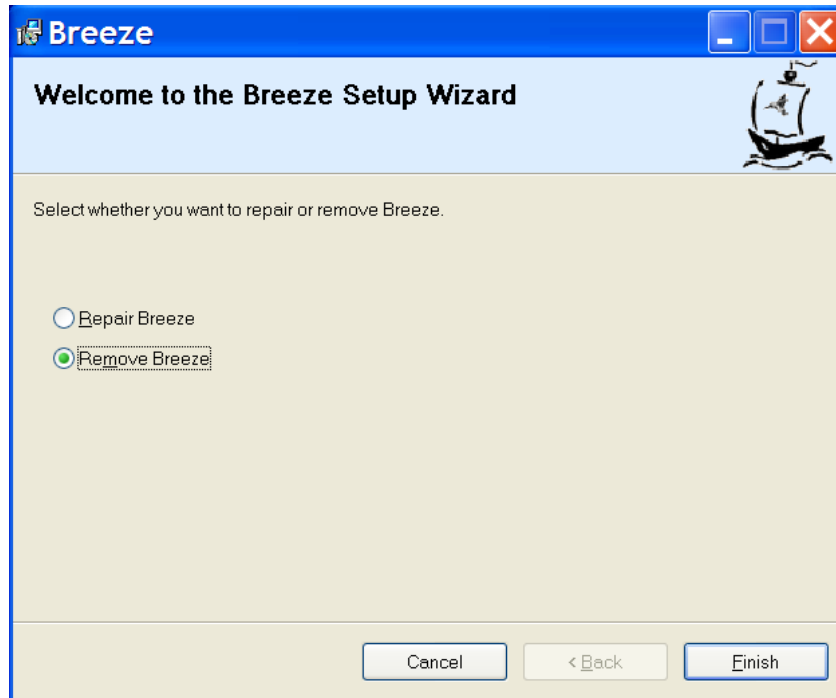 Breeze
Welcome to the Breeze Setup Wizard
Select whether you want to repair or remove Breeze.
Repair Breeze
Remove Breeze
Cancel < Back Finish